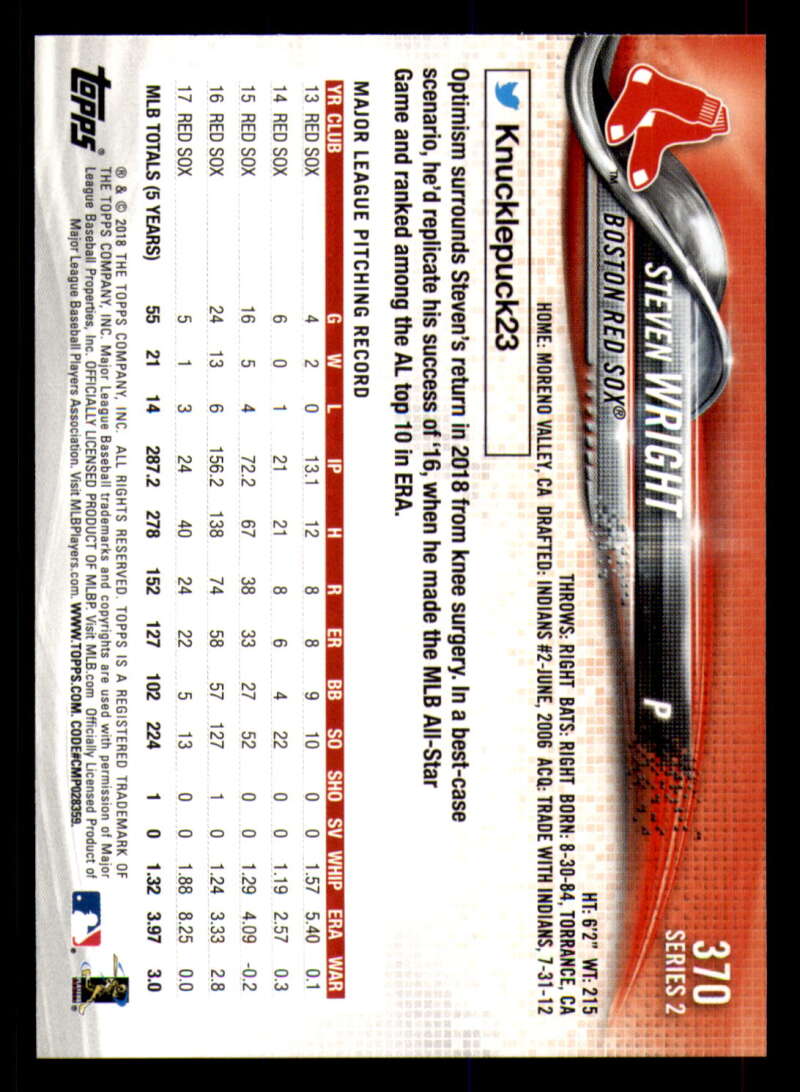 370
SERIES 2
STEVEN WRIGHT P
BOSTON RED SOX®
™
HT: 6'2" WT: 215
THROWS: RIGHT BATS: RIGHT BORN: 8-30-84, TORRANCE, CA
HOME: MORENO VALLEY, CA DRAFTED: INDIANS #2-JUNE, 2006 ACQ: TRADE WITH INDIANS, 7-31-12
Knucklepuck23
Optimism surrounds Steven's return in 2018 from knee surgery. In a best-case
scenario, he'd replicate his success of '16, when he made the MLB All-Star
Game and ranked among the AL top 10 in ERA.
MAJOR LEAGUE PITCHING RECORD
YR CLUB G W L IP H R ER BB SO SHO SV WHIP ERA WAR
13 RED SOX 4 2 0 13.1 12 8 8 9 10 0 0 1.57 5.40 0.1
14 RED SOX 6 0 1 21 21 8 6 4 22 0 0 1.19 2.57 0.3
15 RED SOX 16 5 4 72.2 67 38 33 27 52 0 0 1.29 4.09 -0.2
16 RED SOX 24 13 6 156.2 138 74 58 57 127 1 0 1.24 3.33 2.8
17 RED SOX 5 1 3 24 40 24 22 5 13 0 0 1.88 8.25 0.0
MLB TOTALS (5 YEARS) 55 21 14 287.2 278 152 127 102 224 1 0 1.32 3.97 3.0
topps®
® & © 2018 THE TOPPS COMPANY, INC. ALL RIGHTS RESERVED. TOPPS IS A REGISTERED TRADEMARK OF
THE TOPPS COMPANY, INC. Major League Baseball trademarks and copyrights are used with permission of Major
League Baseball Properties, Inc. OFFICIALLY LICENSED PRODUCT OF MLBP. Visit MLB.com Officially Licensed Product of
Major League Baseball Players Association. Visit MLBPlayers.com. WWW.TOPPS.COM. CODE#CMP028359.